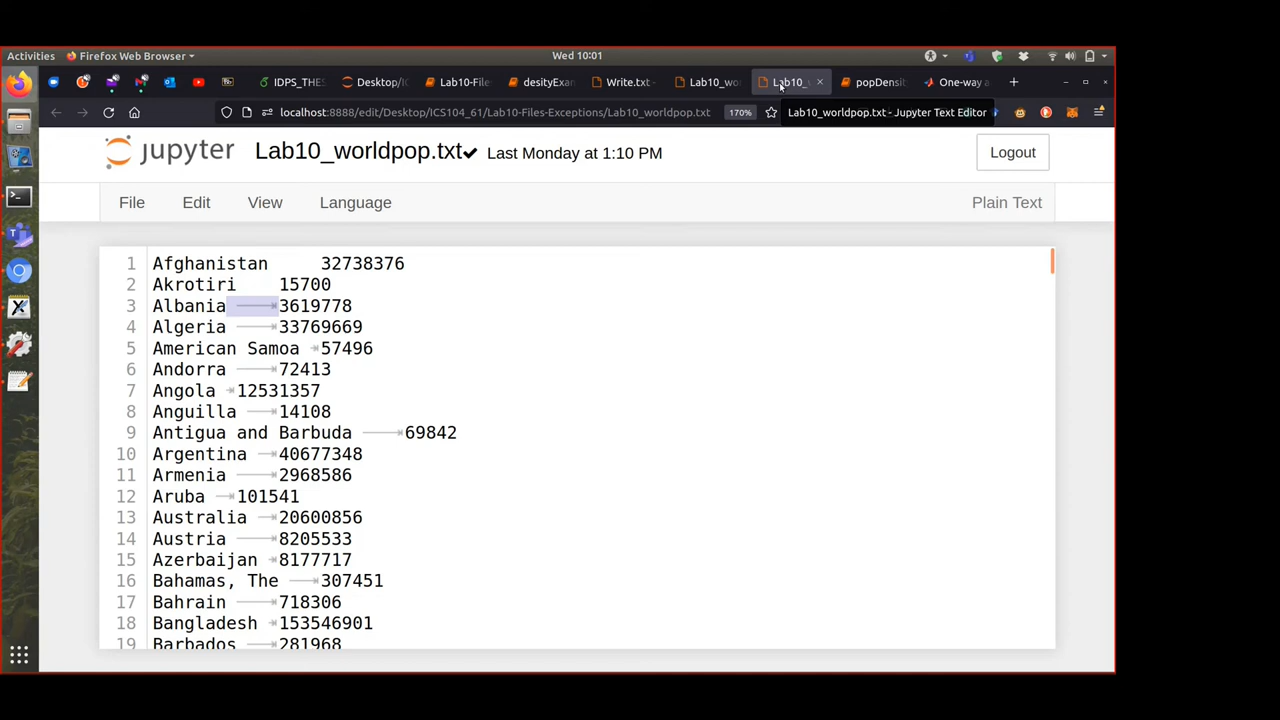 Activities Firefox Web Browser Wed 10:01
IDPS_THES Desktop/IC Lab10-File desityExan Write.txt - Lab10_wo Lab10_ popDensit One-way a
localhost:8888/edit/Desktop/ICS104_61/Lab10-Files-Exceptions/Lab10_worldpop.txt 170% Lab10_worldpop.txt - Jupyter Text Editor
jupyter Lab10_worldpop.txt Last Monday at 1:10 PM Logout
File Edit View Language Plain Text
1 Afghanistan 32738376
2 Akrotiri 15700
3 Albania 3619778
4 Algeria 33769669
5 American Samoa 57496
6 Andorra 72413
7 Angola 12531357
8 Anguilla 14108
9 Antigua and Barbuda 69842
10 Argentina 40677348
11 Armenia 2968586
12 Aruba 101541
13 Australia 20600856
14 Austria 8205533
15 Azerbaijan 8177717
16 Bahamas, The 307451
17 Bahrain 718306
18 Bangladesh 153546901
19 Barbados 281968